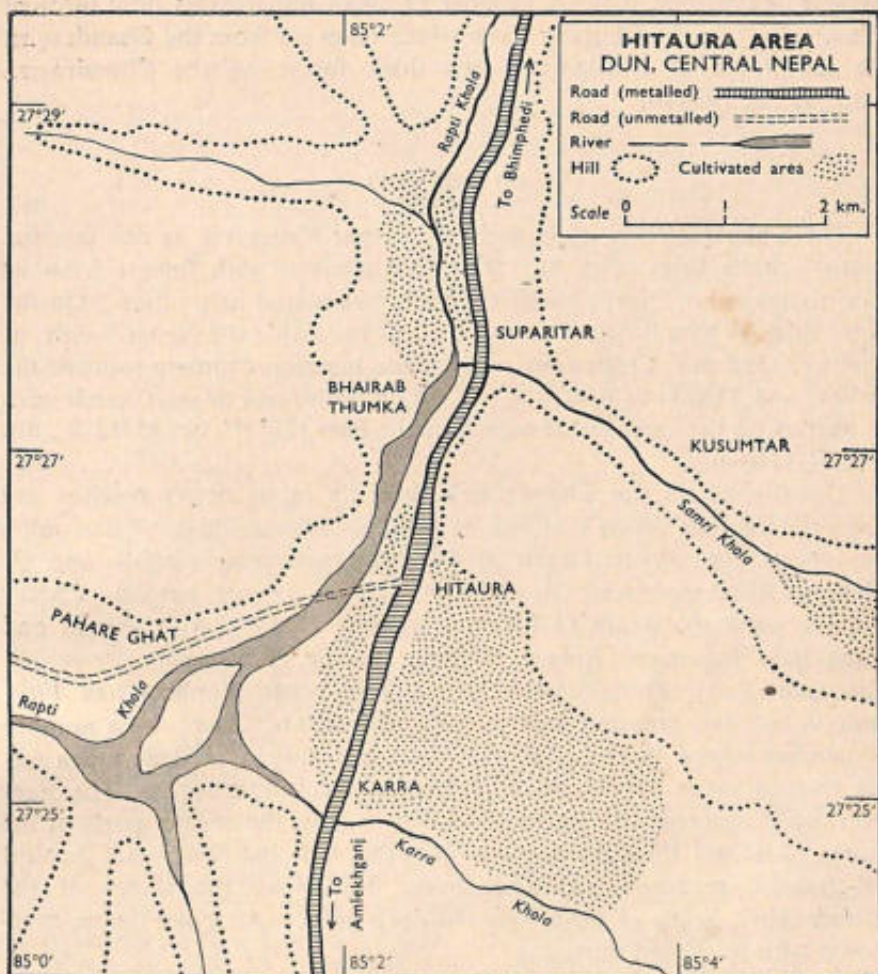 85°2'
HITAURA AREA
DUN, CENTRAL NEPAL
Road (metalled)
Road (unmetalled)
River
Hill
Cultivated area
Scale 0 1 2 km.
27°29'
Rapti Khola
To Bhimphedi
SUPARITAR
BHAIRAB
THUMKA
KUSUMTAR
27°27'
27°27'
Samri Khola
HITAURA
PAHARE GHAT
Rapti Khola
KARRA
27°25'
27°25'
Karra Khola
To
Amlekhganj
85°0'
85°2'
85°4'